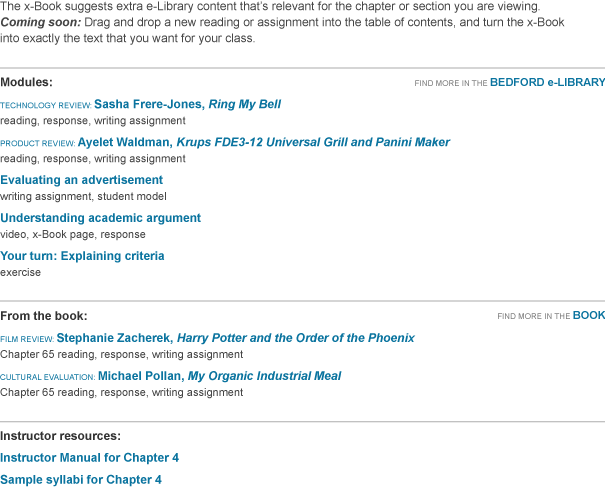 The x-Book suggests extra e-Library content that's relevant for the chapter or section you are viewing.
Coming soon: Drag and drop a new reading or assignment into the table of contents, and turn the x-Book
into exactly the text that you want for your class.
Modules: FIND MORE IN THE BEDFORD e-LIBRARY
TECHNOLOGY REVIEW: Sasha Frere-Jones, Ring My Bell
reading, response, writing assignment
PRODUCT REVIEW: Ayelet Waldman, Krups FDE3-12 Universal Grill and Panini Maker
reading, response, writing assignment
Evaluating an advertisement
writing assignment, student model
Understanding academic argument
video, x-Book page, response
Your turn: Explaining criteria
exercise
From the book: FIND MORE IN THE BOOK
FILM REVIEW: Stephanie Zacherek, Harry Potter and the Order of the Phoenix
Chapter 65 reading, response, writing assignment
CULTURAL EVALUATION: Michael Pollan, My Organic Industrial Meal
Chapter 65 reading, response, writing assignment
Instructor resources:
Instructor Manual for Chapter 4
Sample syllabi for Chapter 4